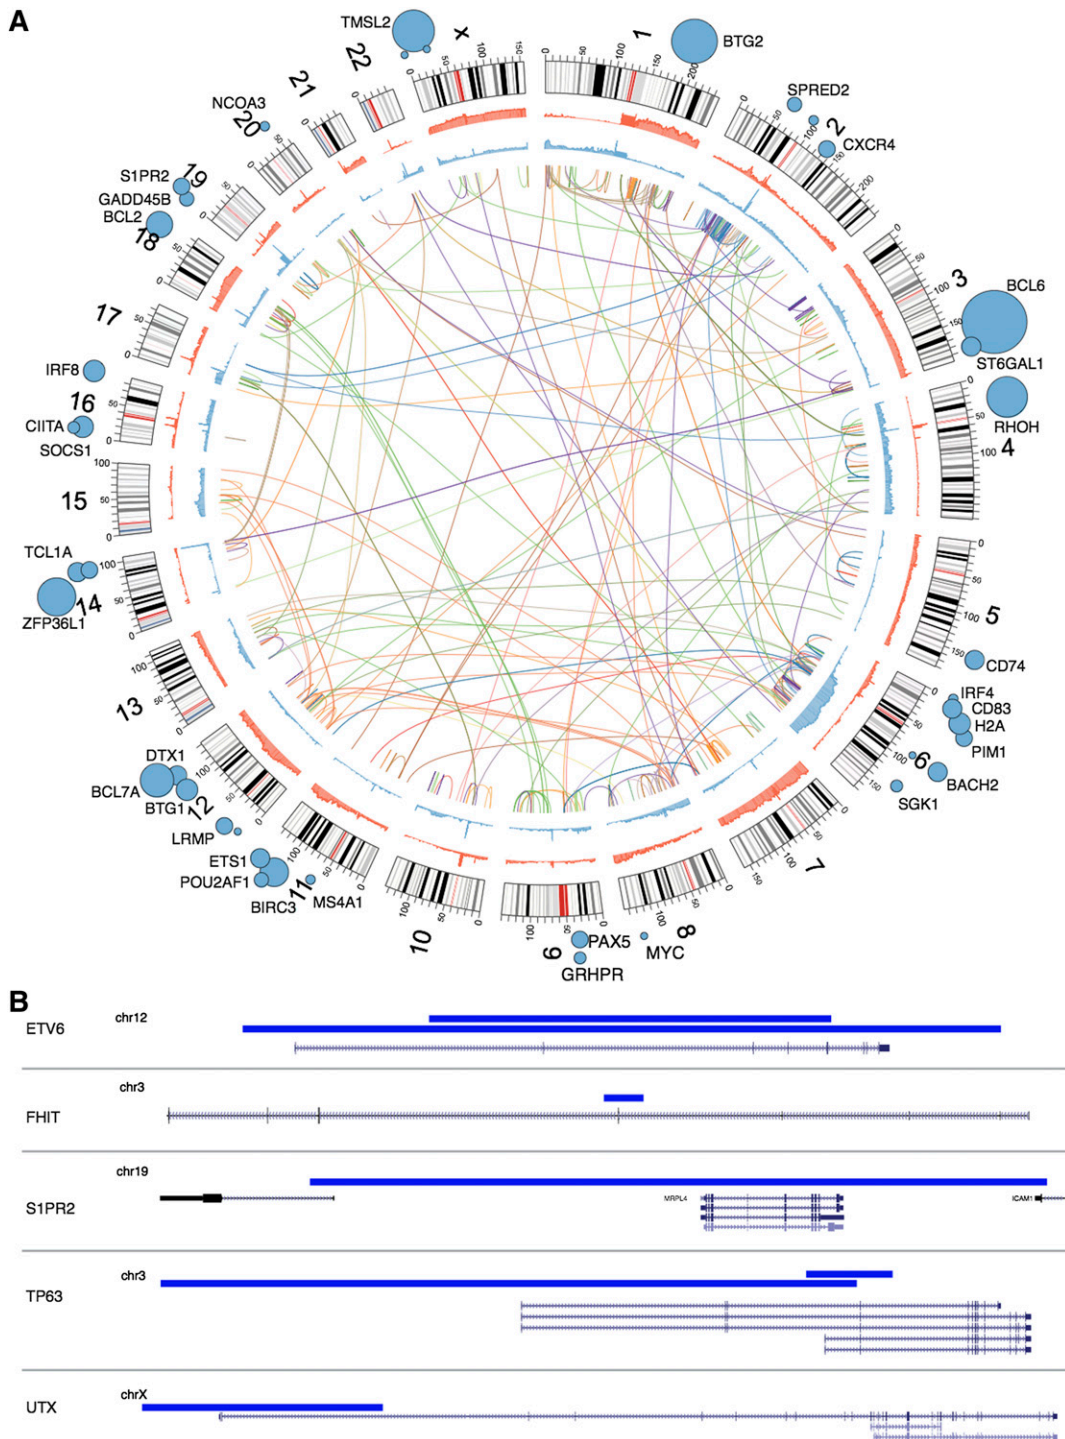 A
TMSL2
x
1
BTG2
22
21
NCOA3
20
SPRED2
2
CXCR4
S1PR2
19
GADD45B
BCL2
18
3
BCL6
ST6GAL1
17
IRF8
16
CIITA
SOCS1
RHOH
4
15
TCL1A
14
ZFP36L1
5
CD74
IRF4
CD83
H2A
PIM1
6
BACH2
SGK1
13
DTX1
BCL7A
BTG1
12
LRMP
ETS1
POU2AF1
BIRC3
11
MS4A1
7
10
9
PAX5
GRHPR
8
MYC
B
ETV6
chr12
FHIT
chr3
S1PR2
chr19
MRPL4
ICAM1
TP63
chr3
UTX
chrX